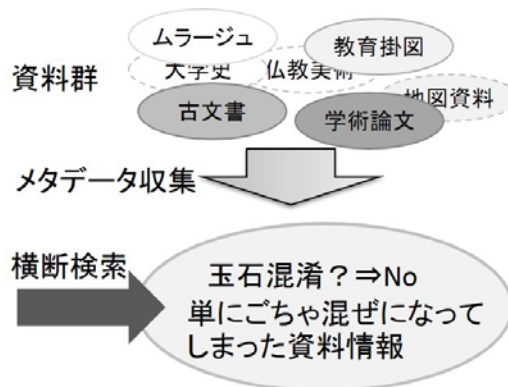 ムラージュ
教育掛図
資料群
大学史
仏教美術
地図資料
古文書
学術論文
メタデータ収集
横断検索
玉石混淆？⇒No
単にごちゃ混ぜになって
しまった資料情報